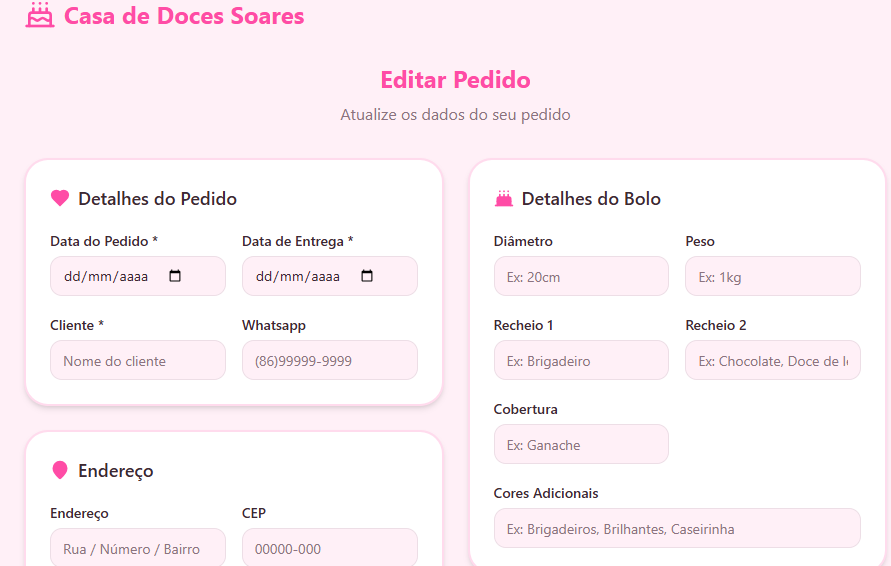 Casa de Doces Soares
Editar Pedido
Atualize os dados do seu pedido
Detalhes do Pedido
Data do Pedido *
Data de Entrega *
dd/mm/aaaa
dd/mm/aaaa
Cliente *
Whatsapp
Nome do cliente
(86)99999-9999
Endereço
Endereço
CEP
Rua / Número / Bairro
00000-000
Detalhes do Bolo
Diâmetro
Peso
Ex: 20cm
Ex: 1kg
Recheio 1
Recheio 2
Ex: Brigadeiro
Ex: Chocolate, Doce de
Cobertura
Ex: Ganache
Cores Adicionais
Ex: Brigadeiros, Brilhantes, Caseirinha